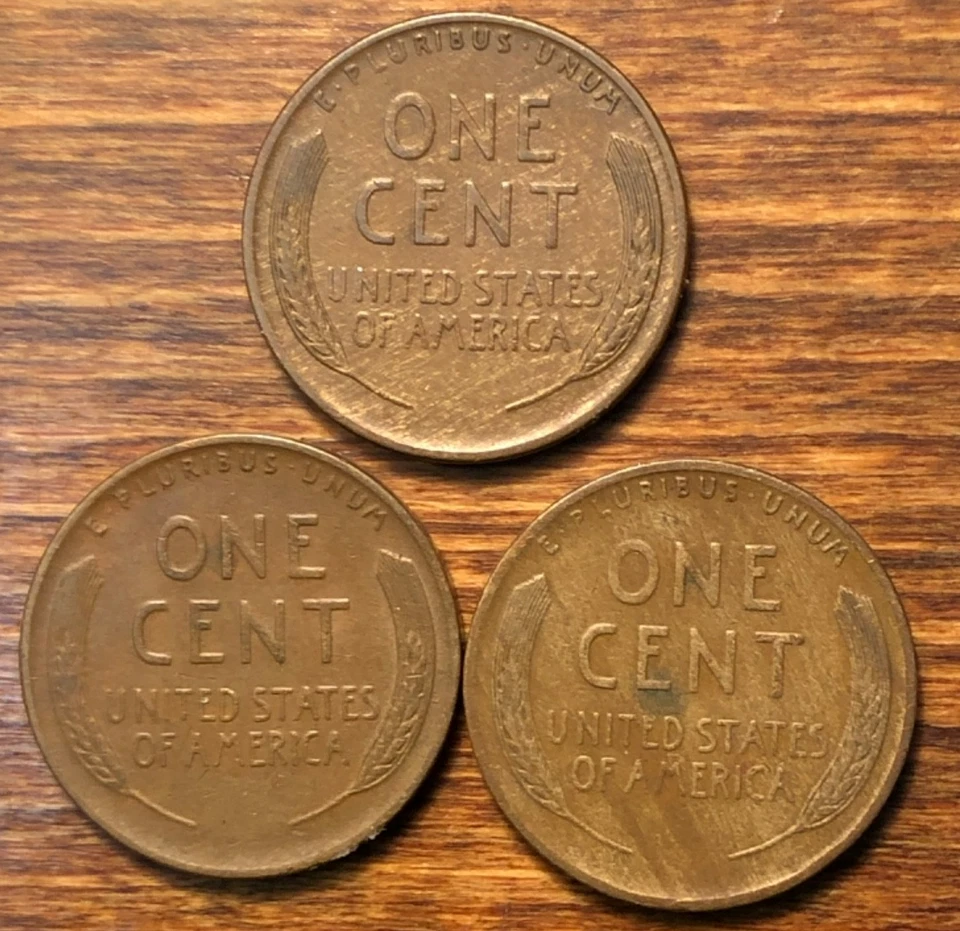 E·PLURIBUS·UNUM
ONE
CENT
UNITED STATES
OF AMERICA
E·PLURIBUS·UNUM
ONE
CENT
UNITED STATES
OF AMERICA
E·PLURIBUS·UNUM
ONE
CENT
UNITED STATES
OF AMERICA